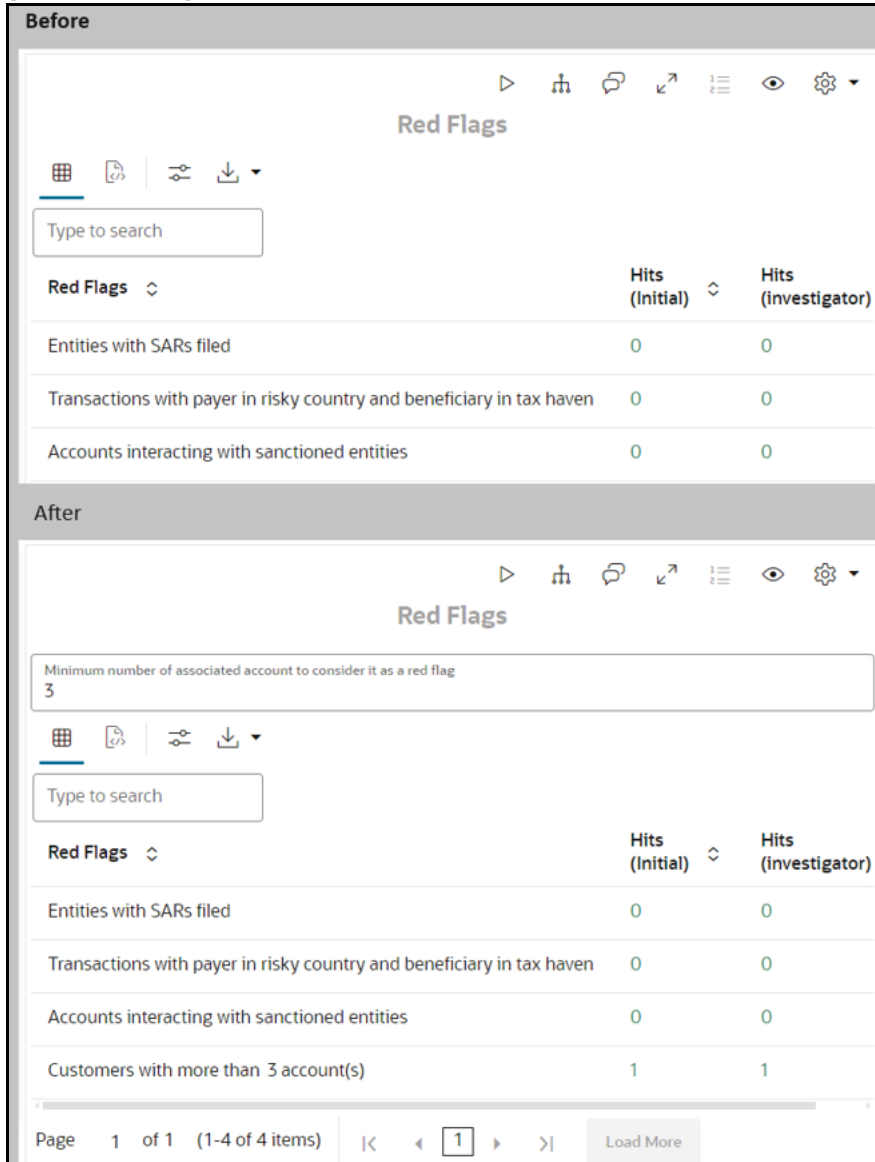 Before
Red Flags
Type to search
Red Flags Hits (Initial) Hits (investigator)
Entities with SARs filed 0 0
Transactions with payer in risky country and beneficiary in tax haven 0 0
Accounts interacting with sanctioned entities 0 0
After
Red Flags
Minimum number of associated account to consider it as a red flag
3
Type to search
Red Flags Hits (Initial) Hits (investigator)
Entities with SARs filed 0 0
Transactions with payer in risky country and beneficiary in tax haven 0 0
Accounts interacting with sanctioned entities 0 0
Customers with more than 3 account(s) 1 1
Page 1 of 1 (1-4 of 4 items) 1 Load More